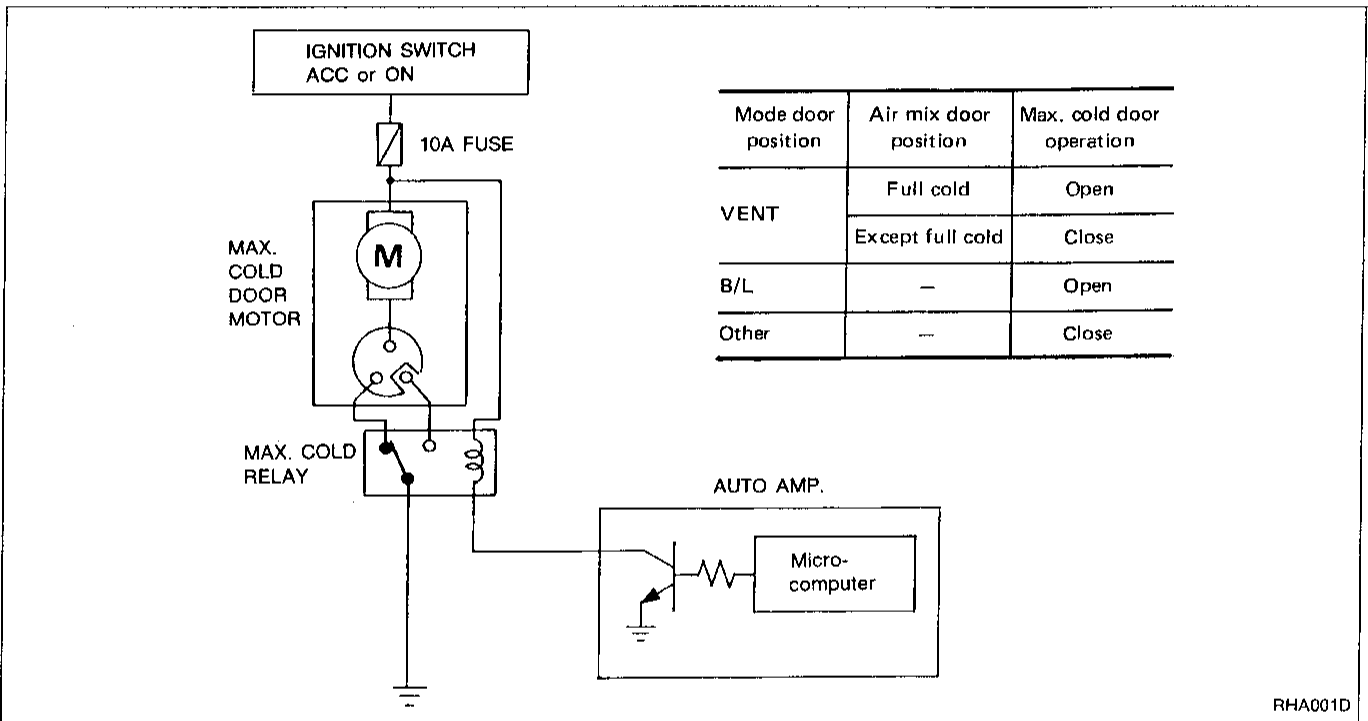 IGNITION SWITCH
ACC or ON
10A FUSE
M
MAX.
COLD
DOOR
MOTOR
MAX. COLD
RELAY
AUTO AMP.
Micro-
computer
Mode door position Air mix door position Max. cold door operation
VENT Full cold Open
Except full cold Close
B/L — Open
Other — Close
RHA001D